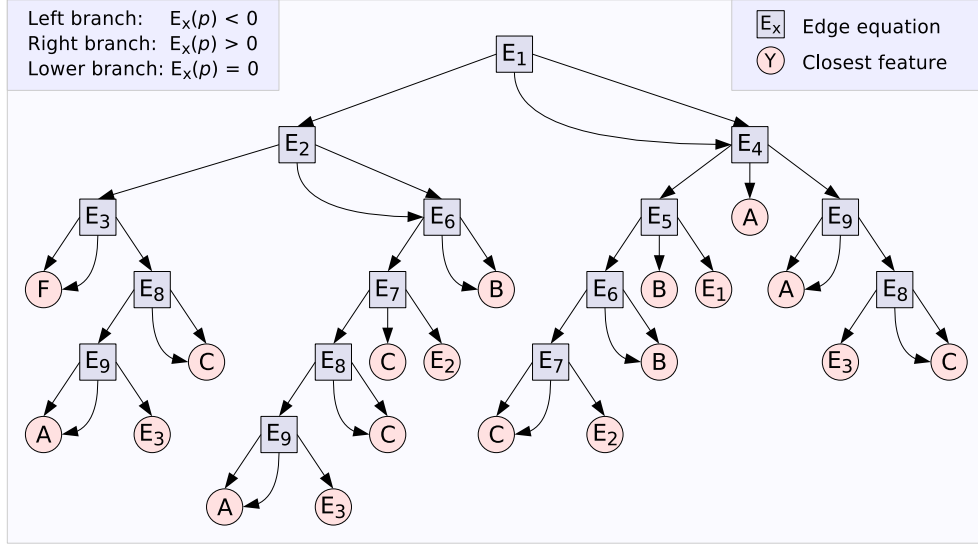 Left branch: Eₓ(p) < 0
Right branch: Eₓ(p) > 0
Lower branch: Eₓ(p) = 0
Eₓ Edge equation
Y Closest feature
E₁
E₂ E₄
E₃ E₆ E₅ A E₉
F E₈ E₇ B E₆ B E₁ A E₈
E₉ C E₈ C E₂ E₇ B E₃ C
A E₃ E₉ C C E₂
A E₃